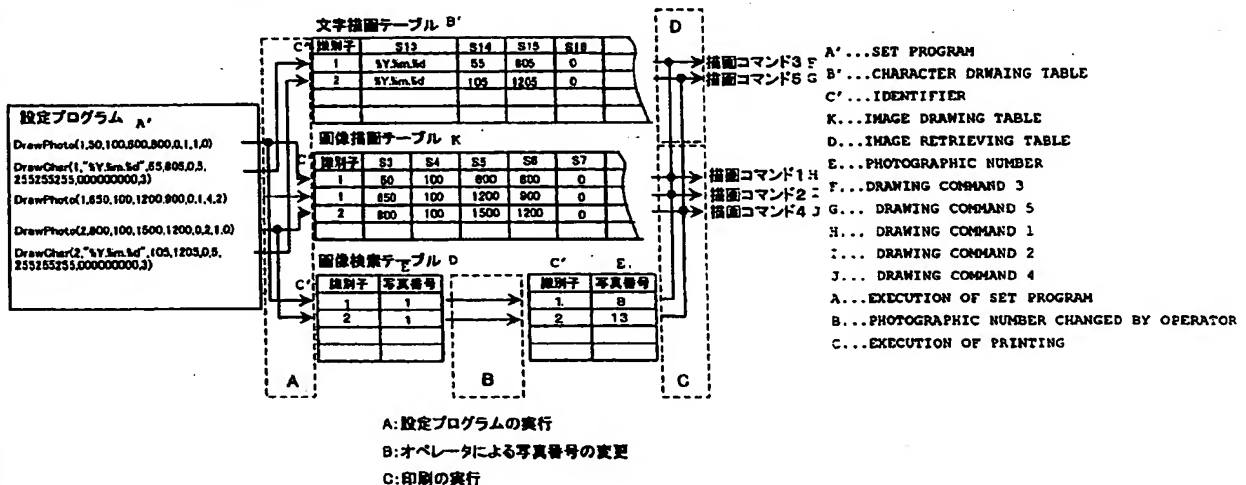 文字描画テーブル B'
C' 識別子 S13 S14 S15 S16
1 %Y.%m.%d 55 805 0
2 %Y.%m.%d 105 1205 0
D
描画コマンド3 F
描画コマンド5 G
設定プログラム A'
DrawPhoto(1,50,100,600,800,0,1,1,0)
DrawChar(1,"%Y.%m.%d",55,805,0,5,
255255255,000000000,3)
DrawPhoto(1,650,100,1200,900,0,1,4,2)
DrawPhoto(2,800,100,1500,1200,0,2,1,0)
DrawChar(2,"%Y.%m.%d",105,1205,0,5,
255255255,000000000,3)
画像描画テーブル K
C' 識別子 S3 S4 S5 S6 S7
1 50 100 600 800 0
1 650 100 1200 900 0
2 800 100 1500 1200 0
描画コマンド1 H
描画コマンド2 I
描画コマンド4 J
画像検索テーブル D
C' 識別子 E 写真番号
1 1
2 1
C' E
識別子 写真番号
1 8
2 13
A
B
C
A:設定プログラムの実行
B:オペレータによる写真番号の変更
C:印刷の実行
A'...SET PROGRAM
B'...CHARACTER DRWAING TABLE
C'...IDENTIFIER
K...IMAGE DRAWING TABLE
D...IMAGE RETRIEVING TABLE
E...PHOTOGRAPHIC NUMBER
F...DRAWING COMMAND 3
G... DRAWING COMMAND 5
H... DRAWING COMMAND 1
I... DRAWING COMMAND 2
J... DRAWING COMMAND 4
A...EXECUTION OF SET PROGRAM
B...PHOTOGRAPHIC NUMBER CHANGED BY OPERATOR
C...EXECUTION OF PRINTING